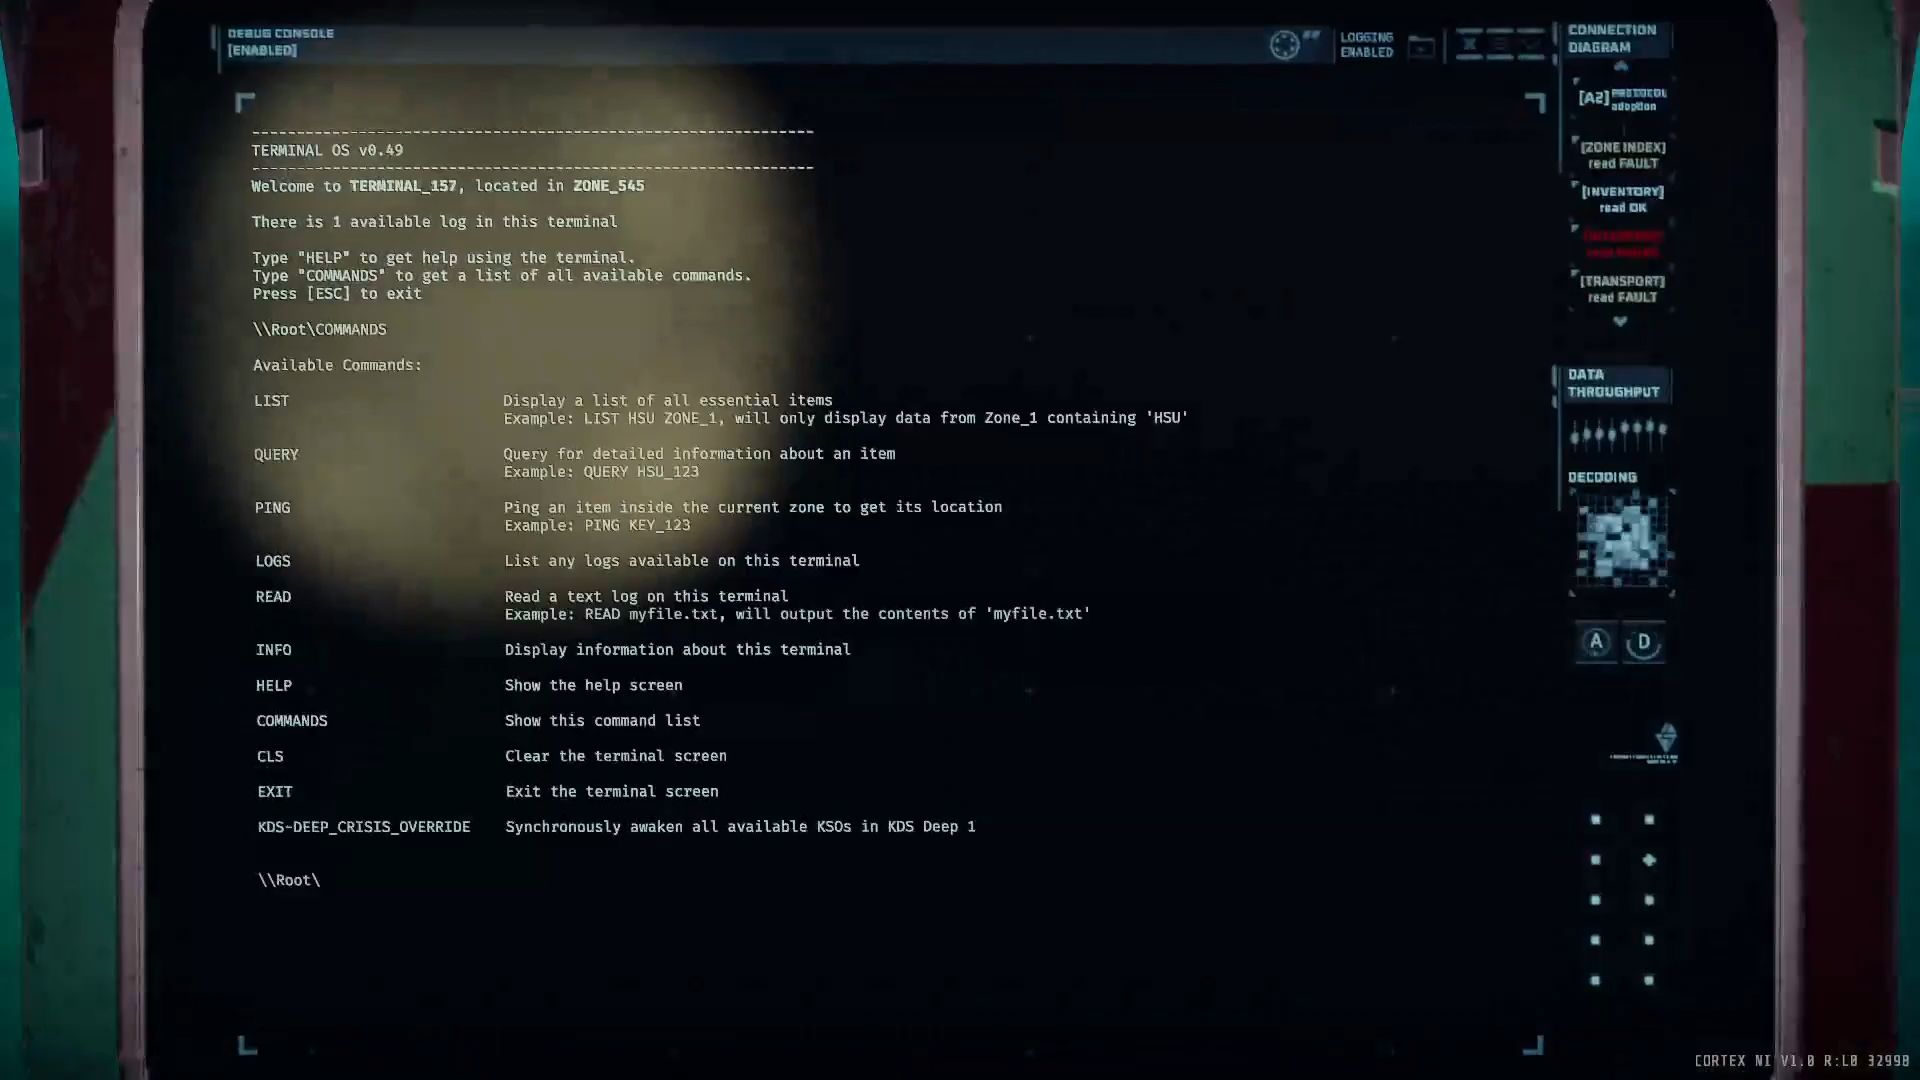 DEBUG CONSOLE
[ENABLED]
LOGGING
ENABLED
--------------------------------------------------------------
TERMINAL OS v0.49
--------------------------------------------------------------
Welcome to TERMINAL_157, located in ZONE_545
There is 1 available log in this terminal
Type "HELP" to get help using the terminal.
Type "COMMANDS" to get a list of all available commands.
Press [ESC] to exit
\\Root\COMMANDS
Available Commands:
LIST Display a list of all essential items
Example: LIST HSU ZONE_1, will only display data from Zone_1 containing 'HSU'
QUERY Query for detailed information about an item
Example: QUERY HSU_123
PING Ping an item inside the current zone to get its location
Example: PING KEY_123
LOGS List any logs available on this terminal
READ Read a text log on this terminal
Example: READ myfile.txt, will output the contents of 'myfile.txt'
INFO Display information about this terminal
HELP Show the help screen
COMMANDS Show this command list
CLS Clear the terminal screen
EXIT Exit the terminal screen
KDS-DEEP_CRISIS_OVERRIDE Synchronously awaken all available KSOs in KDS Deep 1
\\Root\
CONNECTION
DIAGRAM
[A2] PROTOCOL
adoption
[ZONE INDEX]
read FAULT
[INVENTORY]
read OK
[TRANSPORT]
read FAULT
DATA
THROUGHPUT
DECODING
A D
CORTEX NI V1.0 R:L0 32998